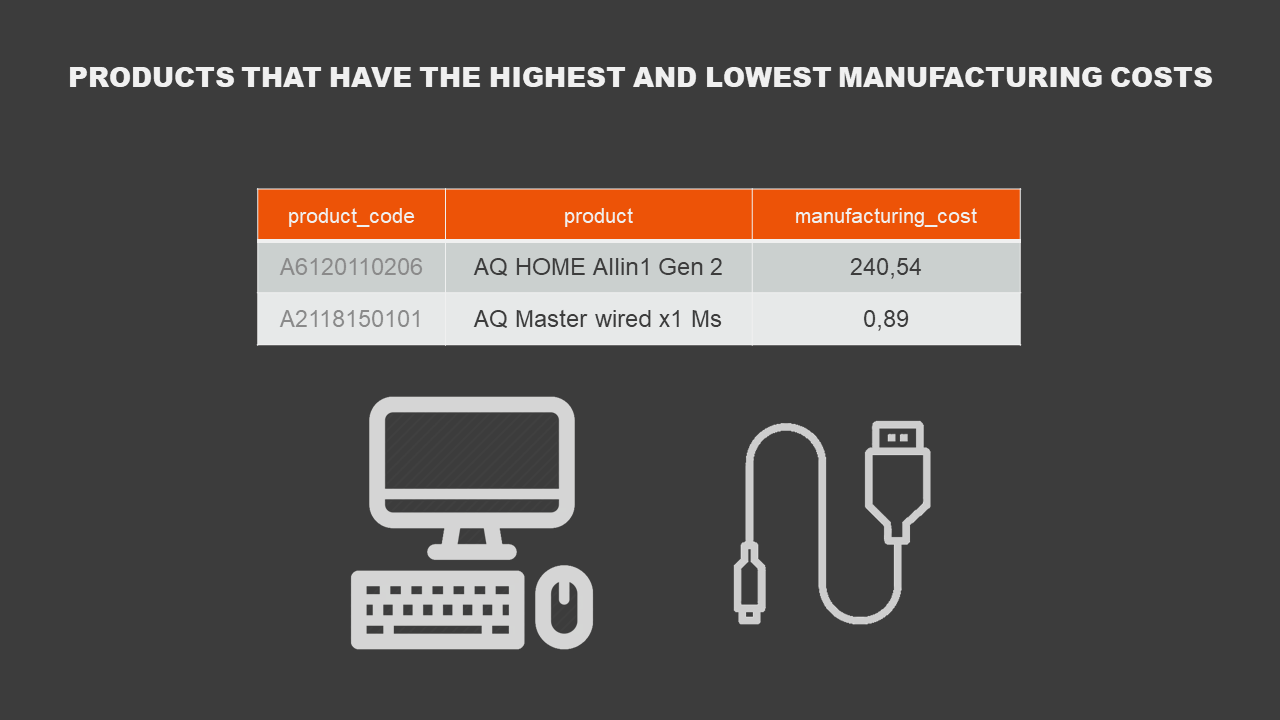 PRODUCTS THAT HAVE THE HIGHEST AND LOWEST MANUFACTURING COSTS
product_code product manufacturing_cost
A6120110206 AQ HOME Allin1 Gen 2 240,54
A2118150101 AQ Master wired x1 Ms 0,89